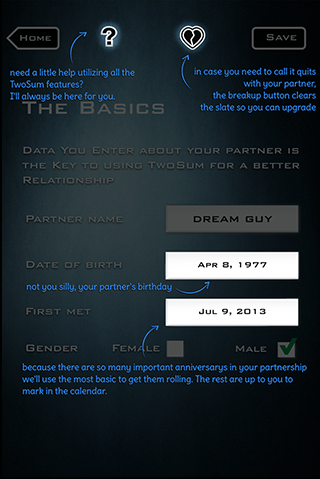 Home
?
Save
need a little help utilizing all the
TwoSum features?
I'll always be here for you.
in case you need to call it quits
with your partner,
the breakup button clears
the slate so you can upgrade
The Basics
Data You Enter about your partner is
the Key to using TwoSum for a better
Relationship
Partner name DREAM GUY
Date of birth Apr 8, 1977
not you silly, your partner's birthday
First met Jul 9, 2013
Gender Female Male
because there are so many important anniversarys in your partnership
we'll use the most basic to get them rolling. The rest are up to you to
mark in the calendar.